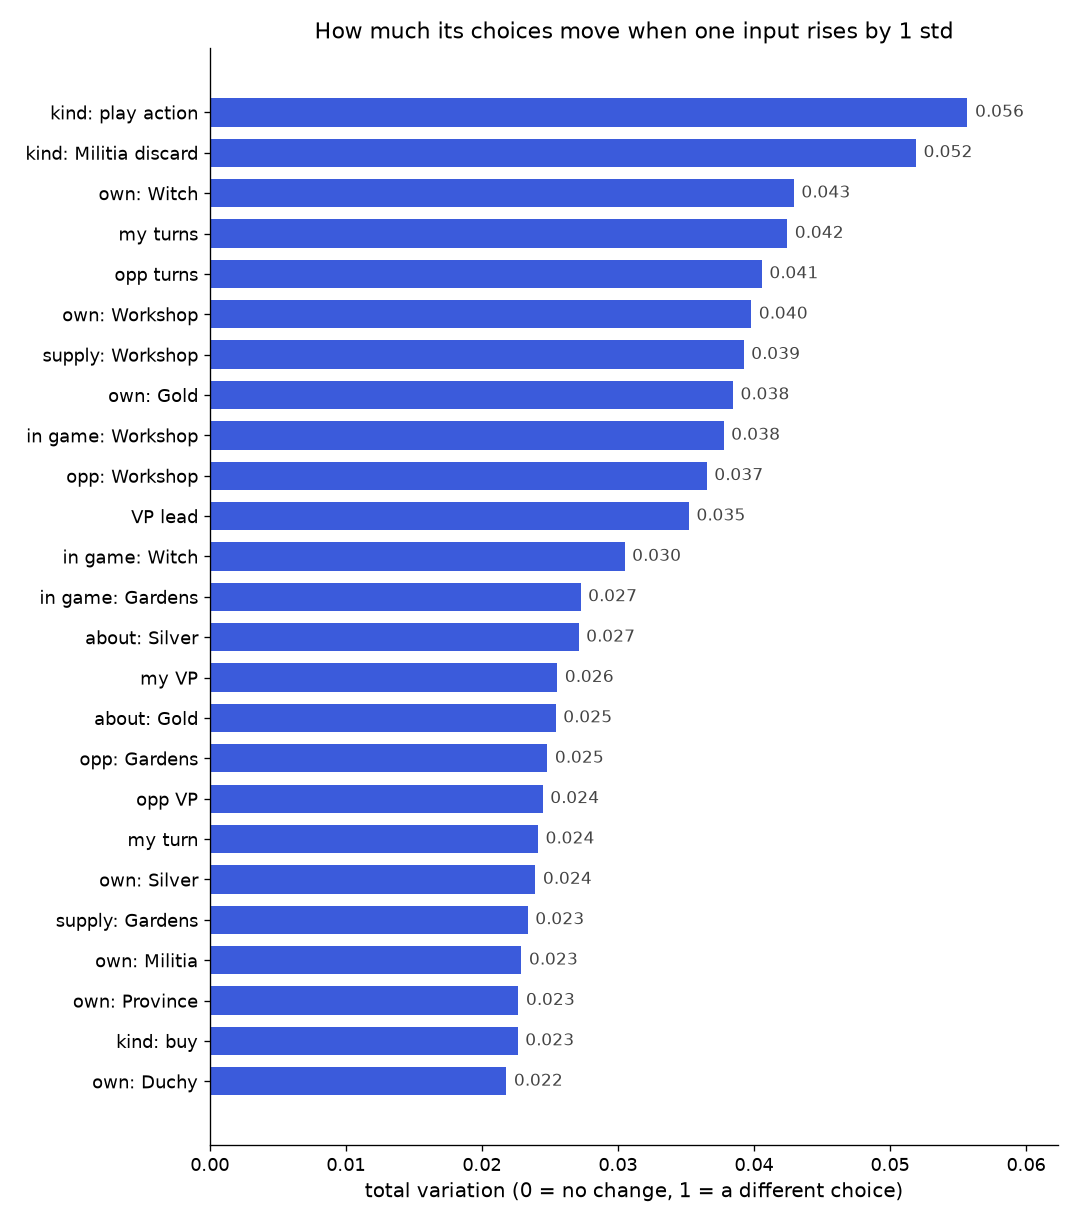 How much its choices move when one input rises by 1 std
kind: play action 0.056
kind: Militia discard 0.052
own: Witch 0.043
my turns 0.042
opp turns 0.041
own: Workshop 0.040
supply: Workshop 0.039
own: Gold 0.038
in game: Workshop 0.038
opp: Workshop 0.037
VP lead 0.035
in game: Witch 0.030
in game: Gardens 0.027
about: Silver 0.027
my VP 0.026
about: Gold 0.025
opp: Gardens 0.025
opp VP 0.024
my turn 0.024
own: Silver 0.024
supply: Gardens 0.023
own: Militia 0.023
own: Province 0.023
kind: buy 0.023
own: Duchy 0.022
0.00 0.01 0.02 0.03 0.04 0.05 0.06
total variation (0 = no change, 1 = a different choice)